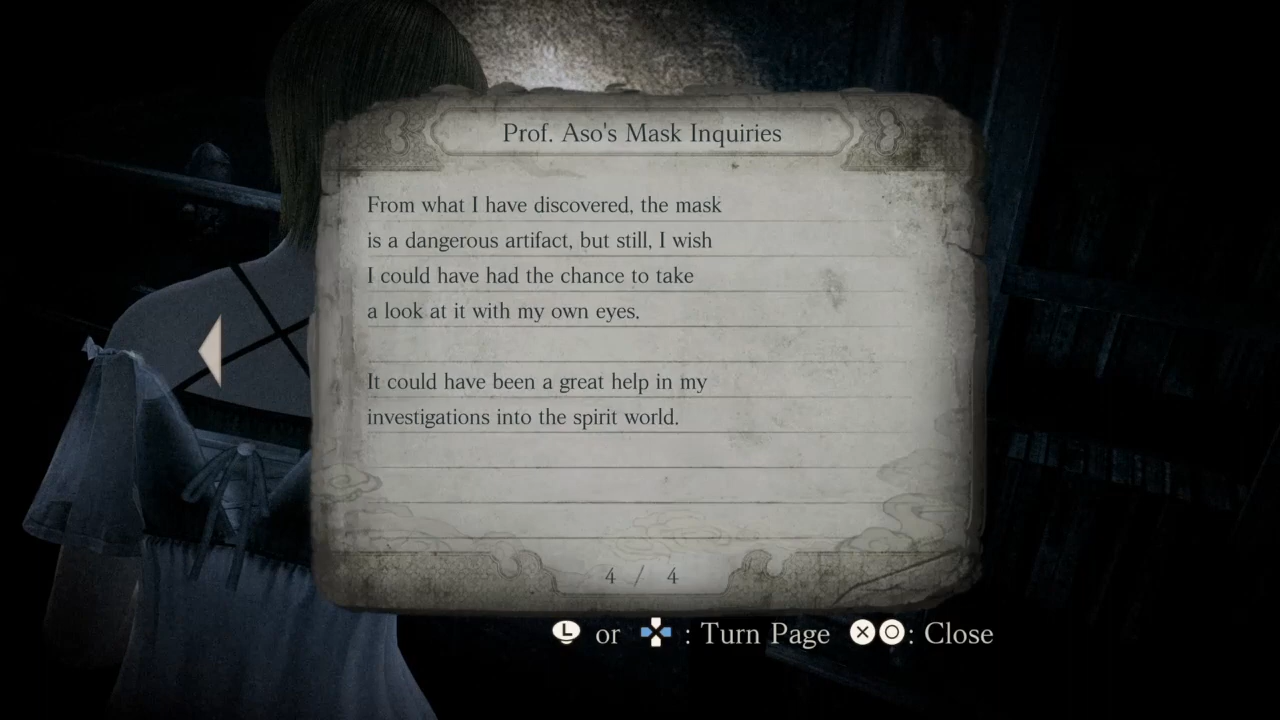 Prof. Aso's Mask Inquiries
From what I have discovered, the mask
is a dangerous artifact, but still, I wish
I could have had the chance to take
a look at it with my own eyes.
It could have been a great help in my
investigations into the spirit world.
4 / 4
L or : Turn Page : Close